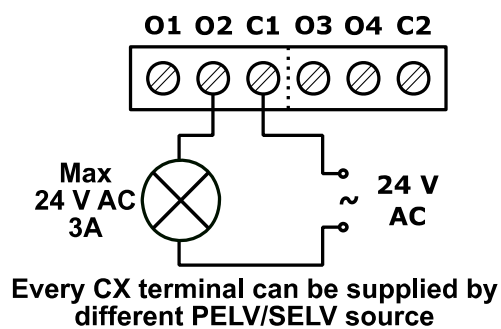 O1 O2 C1 O3 O4 C2
Max
24 V AC
3A
24 V
~
AC
Every CX terminal can be supplied by
different PELV/SELV source